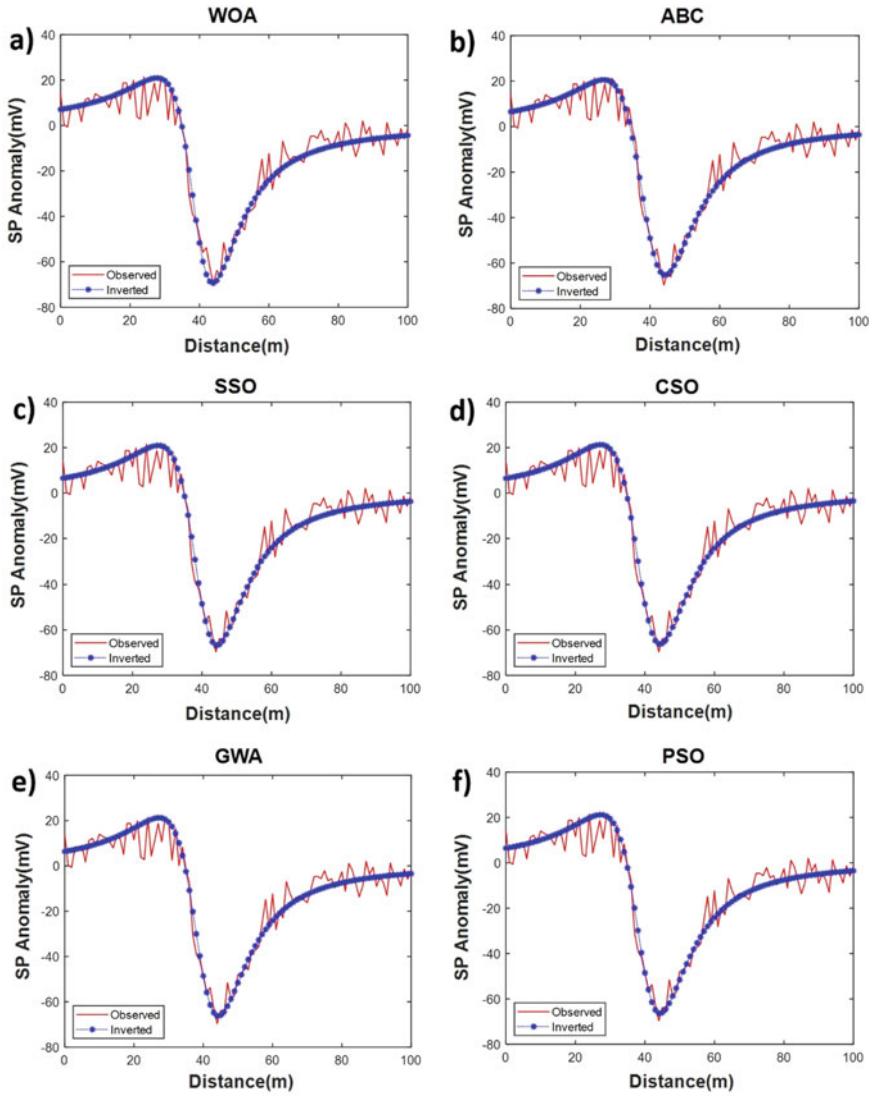 a)
WOA
SP Anomaly(mV)
40
20
0
-20
-40
-60
-80
Observed
Inverted
0 20 40 60 80 100
Distance(m)
b)
ABC
SP Anomaly(mV)
40
20
0
-20
-40
-60
-80
Observed
Inverted
0 20 40 60 80 100
Distance(m)
c)
SSO
SP Anomaly(mV)
40
20
0
-20
-40
-60
-80
Observed
Inverted
0 20 40 60 80 100
Distance(m)
d)
CSO
SP Anomaly(mV)
40
20
0
-20
-40
-60
-80
Observed
Inverted
0 20 40 60 80 100
Distance(m)
e)
GWA
SP Anomaly(mV)
40
20
0
-20
-40
-60
-80
Observed
Inverted
0 20 40 60 80 100
Distance(m)
f)
PSO
SP Anomaly(mV)
40
20
0
-20
-40
-60
-80
Observed
Inverted
0 20 40 60 80 100
Distance(m)